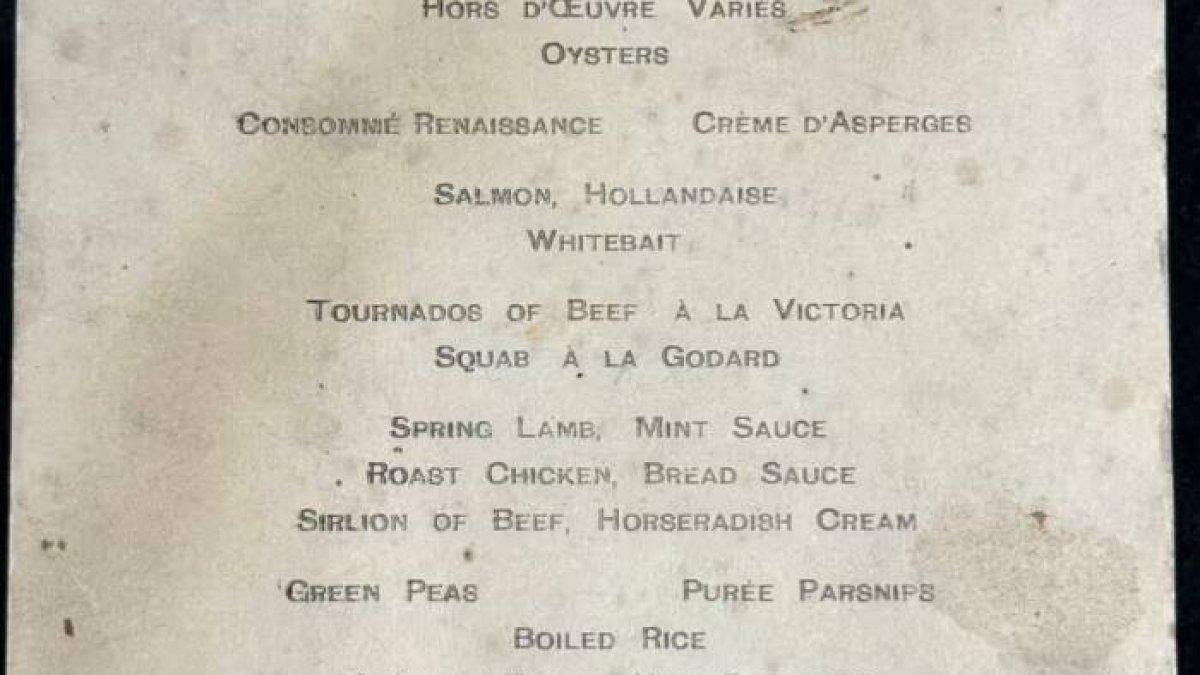 HORS D'ŒUVRE VARIÉS
OYSTERS
CONSOMMÉ RENAISSANCE CRÈME D'ASPERGES
SALMON, HOLLANDAISE
WHITEBAIT
TOURNADOS OF BEEF À LA VICTORIA
SQUAB À LA GODARD
SPRING LAMB, MINT SAUCE
ROAST CHICKEN, BREAD SAUCE
SIRLION OF BEEF, HORSERADISH CREAM
GREEN PEAS PURÉE PARSNIPS
BOILED RICE